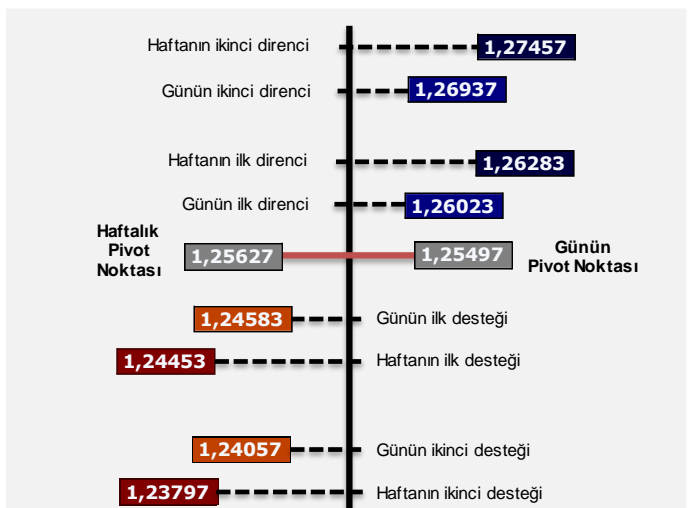 Haftanın ikinci direnci
1,27457
Günün ikinci direnci
1,26937
Haftanın ilk direnci
1,26283
Günün ilk direnci
1,26023
Haftalık
Pivot
Noktası
1,25627
1,25497
Günün
Pivot Noktası
1,24583
Günün ilk desteği
1,24453
Haftanın ilk desteği
1,24057
Günün ikinci desteği
1,23797
Haftanın ikinci desteği